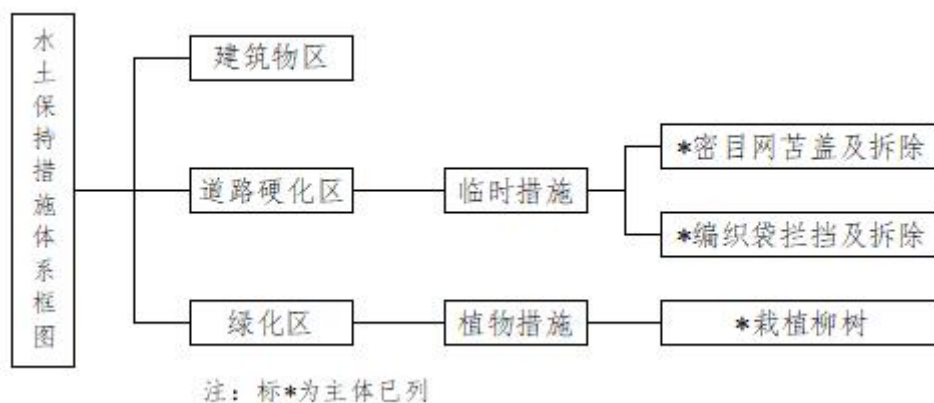 水土保持措施体系框图
建筑物区
道路硬化区
临时措施
*密目网苫盖及拆除
*编织袋拦挡及拆除
绿化区
植物措施
*栽植柳树
注：标*为主体已列